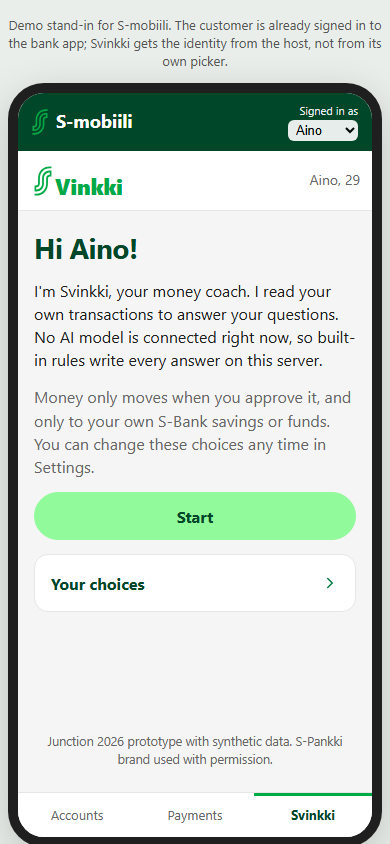 Demo stand-in for S-mobiili. The customer is already signed in to
the bank app; Svinkki gets the identity from the host, not from its
own picker.
S-mobiili
Signed in as
Aino
Vinkki
Aino, 29
Hi Aino!
I'm Svinkki, your money coach. I read your
own transactions to answer your questions.
No AI model is connected right now, so built-
in rules write every answer on this server.
Money only moves when you approve it, and
only to your own S-Bank savings or funds.
You can change these choices any time in
Settings.
Start
Your choices
Junction 2026 prototype with synthetic data. S-Pankki
brand used with permission.
Accounts
Payments
Svinkki